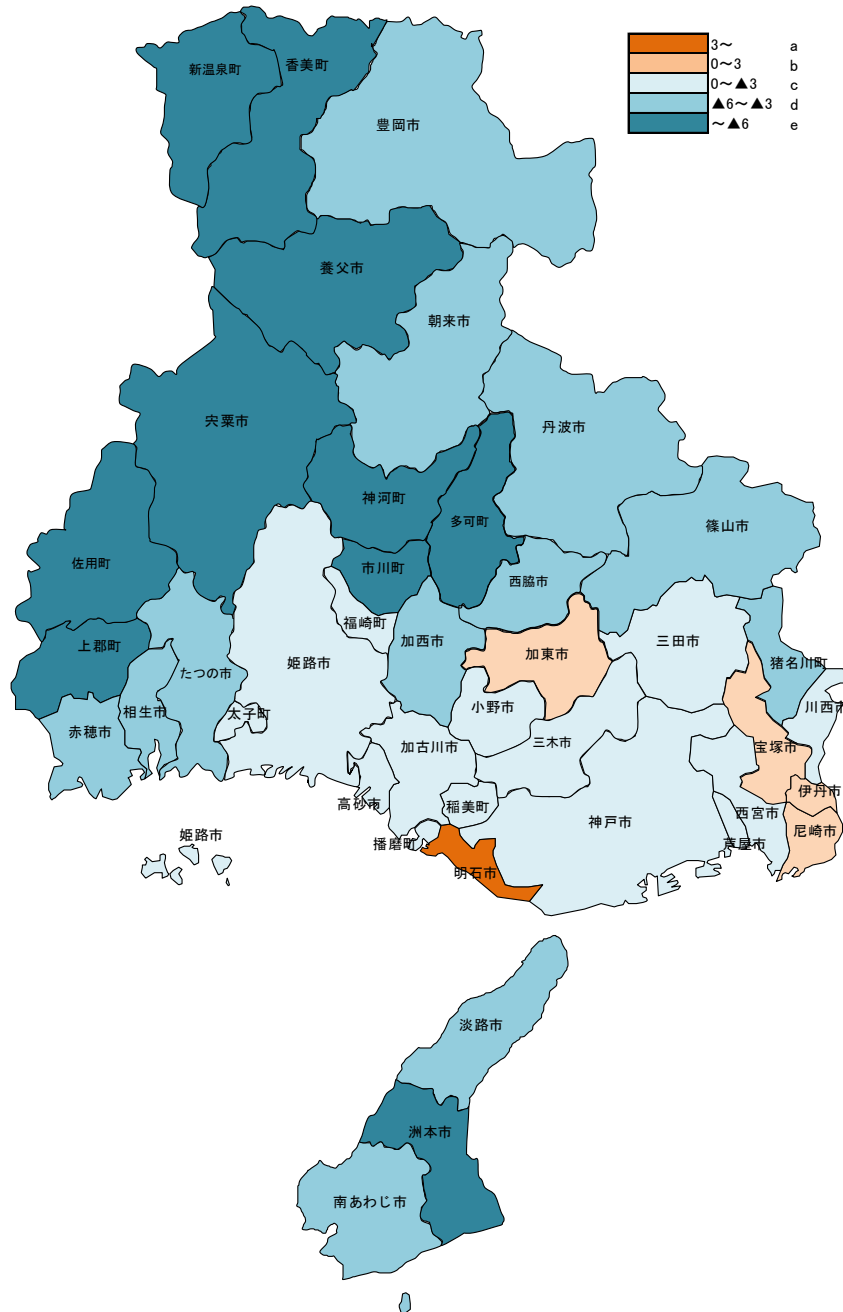 3～ a
0～3 b
0～▲3 c
▲6～▲3 d
～▲6 e
新温泉町
香美町
豊岡市
養父市
朝来市
宍粟市
丹波市
神河町
多可町
篠山市
佐用町
市川町
西脇市
福崎町
加西市
上郡町
姫路市
加東市
三田市
猪名川町
たつの市
相生市
太子町
赤穂市
小野市
川西市
加古川市
三木市
宝塚市
伊丹市
高砂市
稲美町
神戸市
西宮市
尼崎市
姫路市
播磨町
芦屋市
明石市
淡路市
洲本市
南あわじ市